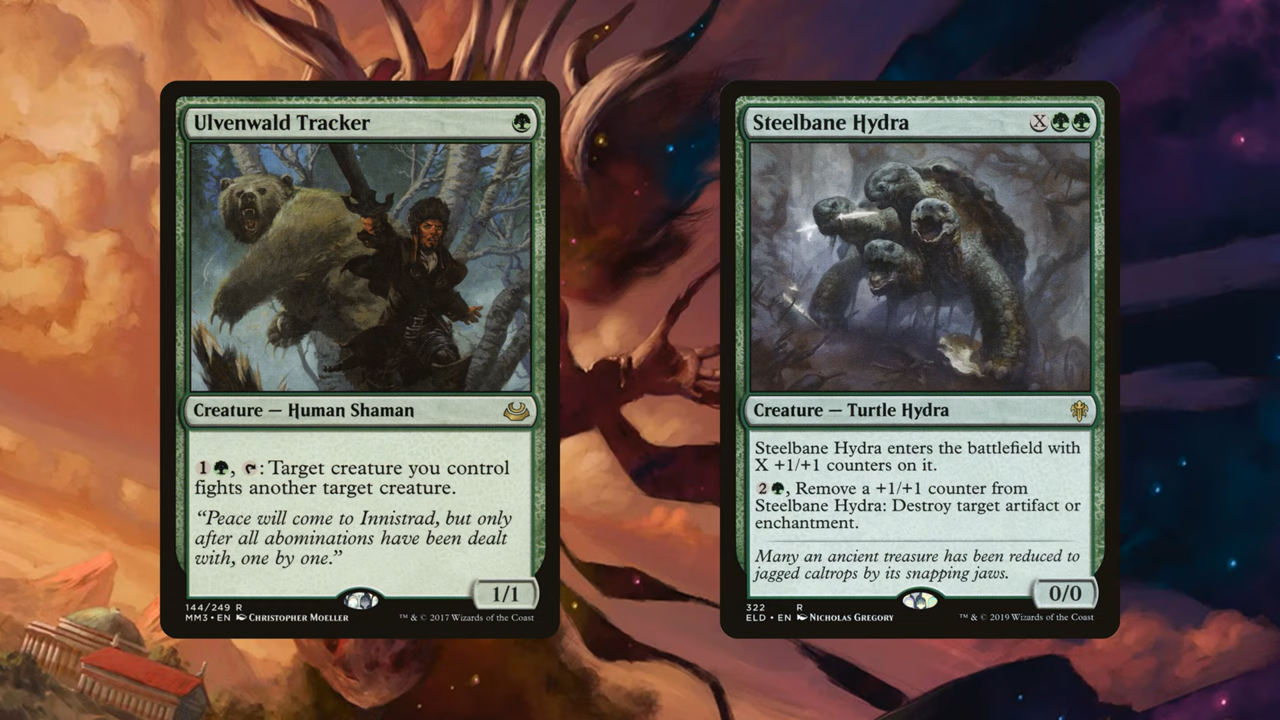 Ulvenwald Tracker
Creature — Human Shaman
1 , : Target creature you control
fights another target creature.
“Peace will come to Innistrad, but only
after all abominations have been dealt
with, one by one.”
1/1
144/249 R
MM3 • EN Christopher Moeller
™ & © 2017 Wizards of the Coast
Steelbane Hydra
X
Creature — Turtle Hydra
Steelbane Hydra enters the battlefield with
X +1/+1 counters on it.
2 , Remove a +1/+1 counter from
Steelbane Hydra: Destroy target artifact or
enchantment.
Many an ancient treasure has been reduced to
jagged caltrops by its snapping jaws.
0/0
322 R
ELD • EN Nicholas Gregory
™ & © 2019 Wizards of the Coast